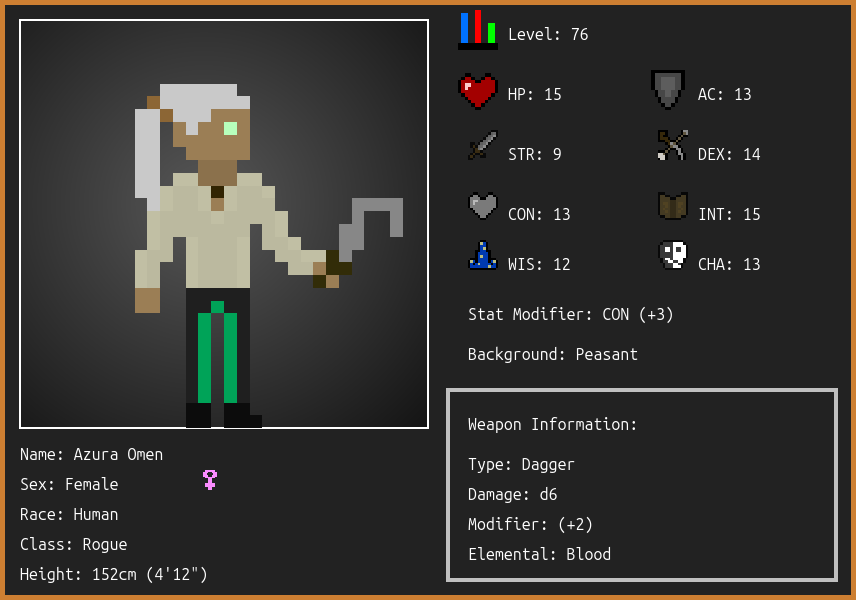 Level: 76
HP: 15
AC: 13
STR: 9
DEX: 14
CON: 13
INT: 15
WIS: 12
CHA: 13
Stat Modifier: CON (+3)
Background: Peasant
Weapon Information:
Type: Dagger
Damage: d6
Modifier: (+2)
Elemental: Blood
Name: Azura Omen
Sex: Female
Race: Human
Class: Rogue
Height: 152cm (4'12")